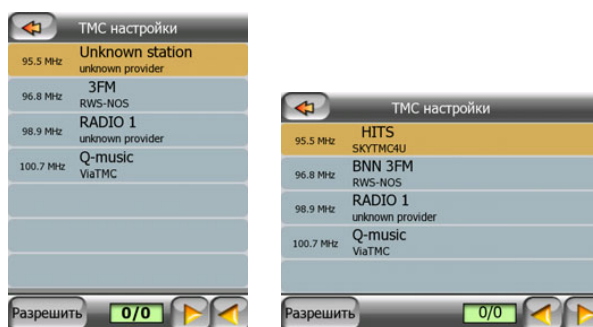 TMC настройки
95.5 MHz Unknown station
unknown provider
96.8 MHz 3FM
RWS-NOS
98.9 MHz RADIO 1
unknown provider
100.7 MHz Q-music
ViaTMC
Разрешить 0/0
TMC настройки
95.5 MHz HITS
SKYTMC4U
96.8 MHz BNN 3FM
RWS-NOS
98.9 MHz RADIO 1
unknown provider
100.7 MHz Q-music
ViaTMC
Разрешить 0/0